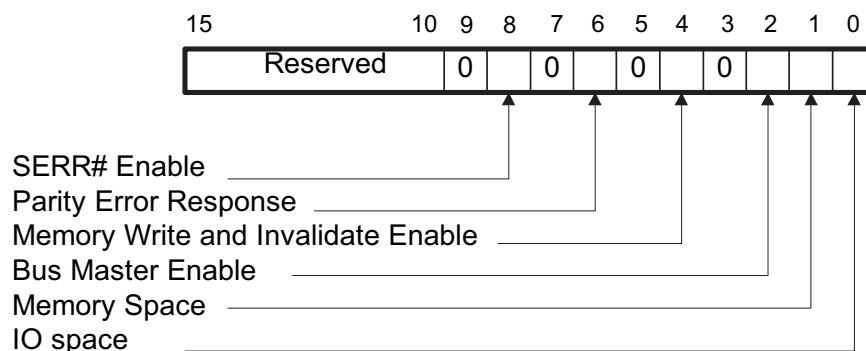 15 10 9 8 7 6 5 4 3 2 1 0
Reserved 0 0 0 0
SERR# Enable
Parity Error Response
Memory Write and Invalidate Enable
Bus Master Enable
Memory Space
IO space